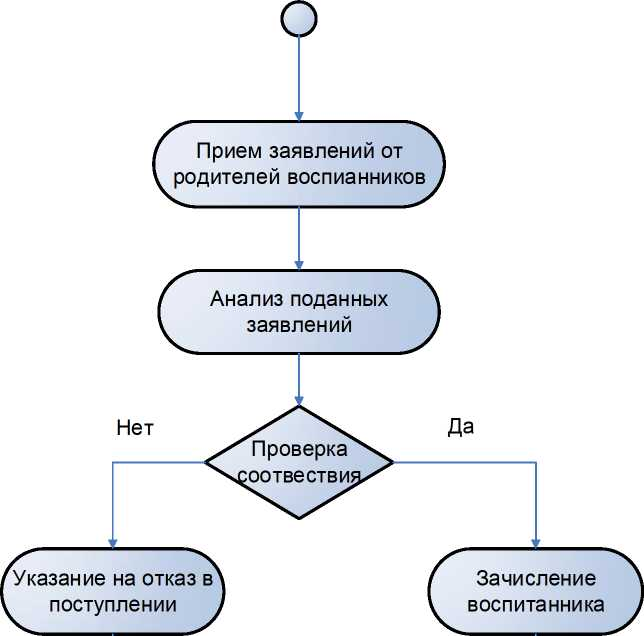 Прием заявлений от
родителей воспианников
Анализ поданных
заявлений
Нет
Да
Проверка
соотвествия
Указание на отказ в
поступлении
Зачисление
воспитанника